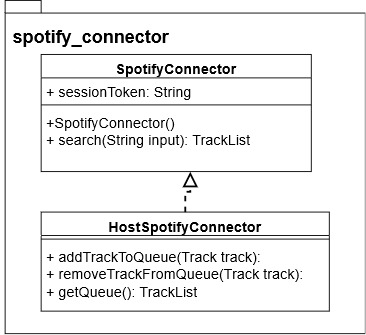 spotify_connector
SpotifyConnector
+ sessionToken: String
+SpotifyConnector()
+ search(String input): TrackList
HostSpotifyConnector
+ addTrackToQueue(Track track):
+ removeTrackFromQueue(Track track):
+ getQueue(): TrackList